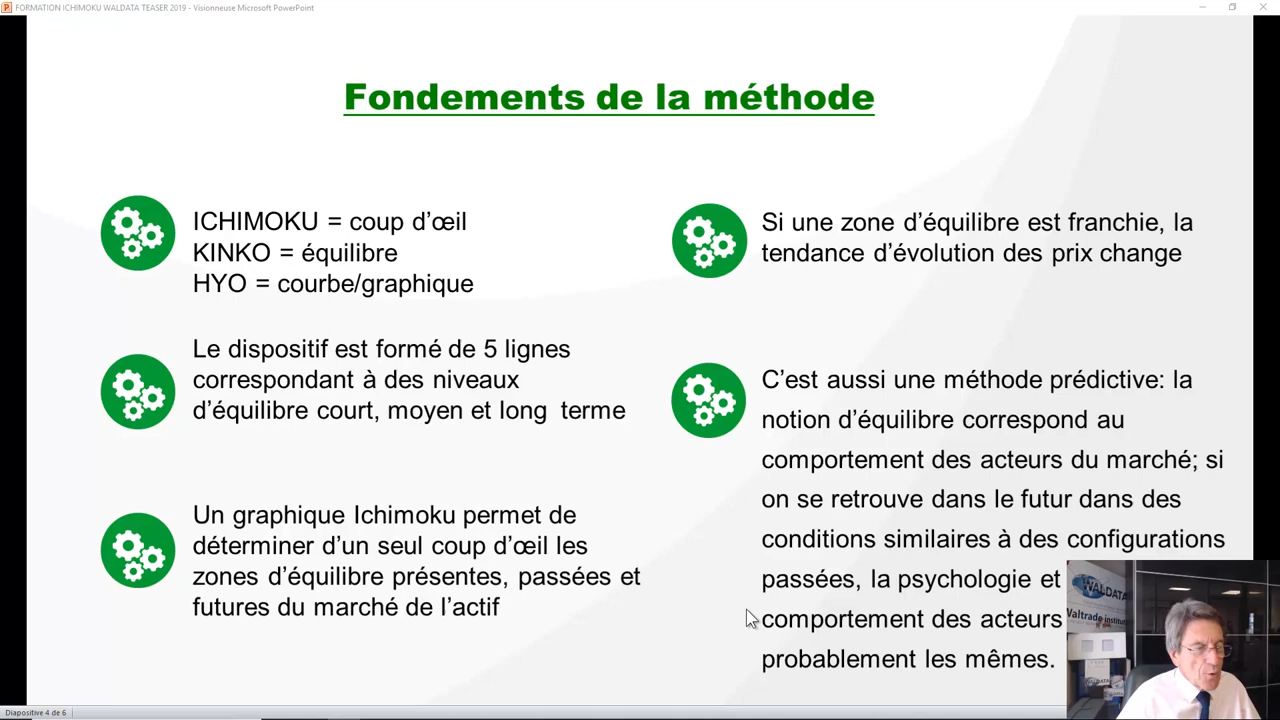 FORMATION ICHIMOKU WALDATA TEASER 2019 - Visionneuse Microsoft PowerPoint
Fondements de la méthode
ICHIMOKU = coup d’œil
KINKO = équilibre
HYO = courbe/graphique
Le dispositif est formé de 5 lignes
correspondant à des niveaux
d’équilibre court, moyen et long terme
Un graphique Ichimoku permet de
déterminer d’un seul coup d’œil les
zones d’équilibre présentes, passées et
futures du marché de l’actif
Si une zone d’équilibre est franchie, la
tendance d’évolution des prix change
C’est aussi une méthode prédictive: la
notion d’équilibre correspond au
comportement des acteurs du marché; si
on se retrouve dans le futur dans des
conditions similaires à des configurations
passées, la psychologie et
comportement des acteurs
probablement les mêmes.
WALDATA
Waltrade institu
WALDATA
Diapositive 4 de 6